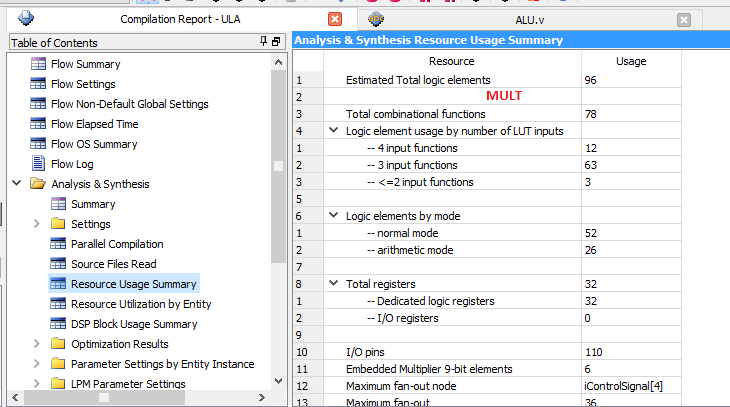 Compilation Report - ULA
ALU.v
Table of Contents
Flow Summary
Flow Settings
Flow Non-Default Global Settings
Flow Elapsed Time
Flow OS Summary
Flow Log
Analysis & Synthesis
Summary
Settings
Parallel Compilation
Source Files Read
Resource Usage Summary
Resource Utilization by Entity
DSP Block Usage Summary
Optimization Results
Parameter Settings by Entity Instance
LPM Parameter Settings
Analysis & Synthesis Resource Usage Summary
Resource Usage
1 Estimated Total logic elements 96
2 MULT
3 Total combinational functions 78
4 Logic element usage by number of LUT inputs
1 -- 4 input functions 12
2 -- 3 input functions 63
3 -- <=2 input functions 3
5
6 Logic elements by mode
1 -- normal mode 52
2 -- arithmetic mode 26
7
8 Total registers 32
1 -- Dedicated logic registers 32
2 -- I/O registers 0
9
10 I/O pins 110
11 Embedded Multiplier 9-bit elements 6
12 Maximum fan-out node iControlSignal[4]
13 Maximum fan-out 36